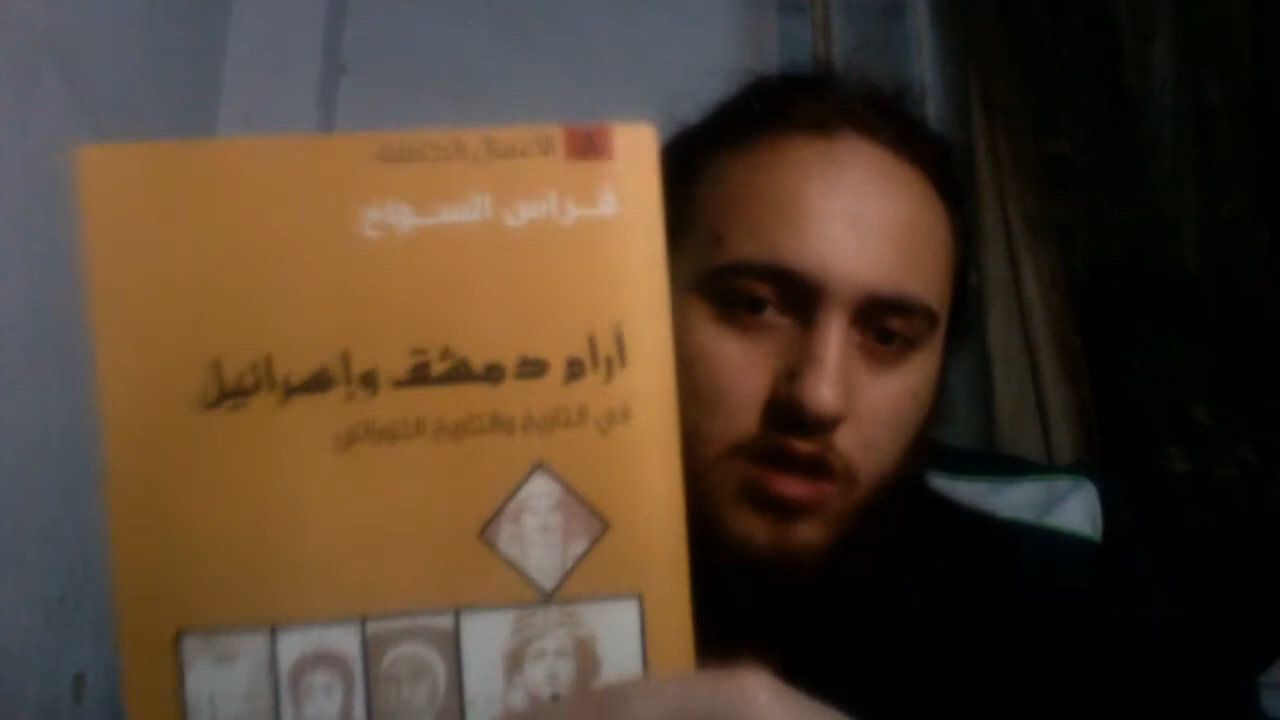 الأعمال الكاملة
فراس السواح
آرام دمشق وإسرائيل
في التاريخ والتاريخ التوراتي